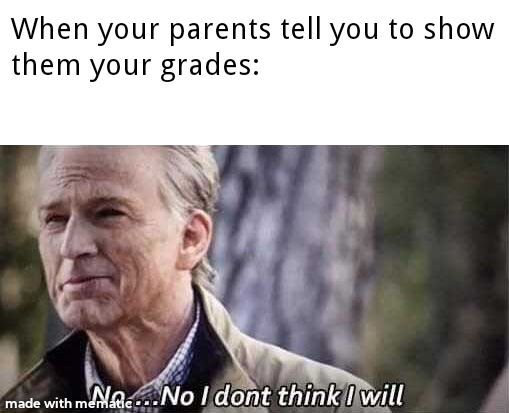 When your parents tell you to show
them your grades:
No....No I dont think I will
made with mematic